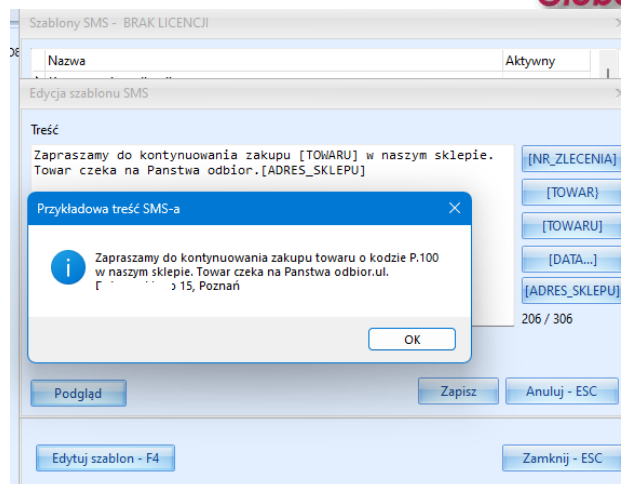 Szablony SMS - BRAK LICENCJI
Nazwa Aktywny
Edycja szablonu SMS
Treść
Zapraszamy do kontynuowania zakupu [TOWARU] w naszym sklepie.
Towar czeka na Panstwa odbior.[ADRES_SKLEPU]
[NR_ZLECENIA]
[TOWAR}
[TOWARU]
[DATA...]
[ADRES_SKLEPU]
206 / 306
Przykładowa treść SMS-a
Zapraszamy do kontynuowania zakupu towaru o kodzie P.100
w naszym sklepie. Towar czeka na Panstwa odbior.ul.
15, Poznań
OK
Podgląd
Zapisz
Anuluj - ESC
Edytuj szablon - F4
Zamknij - ESC